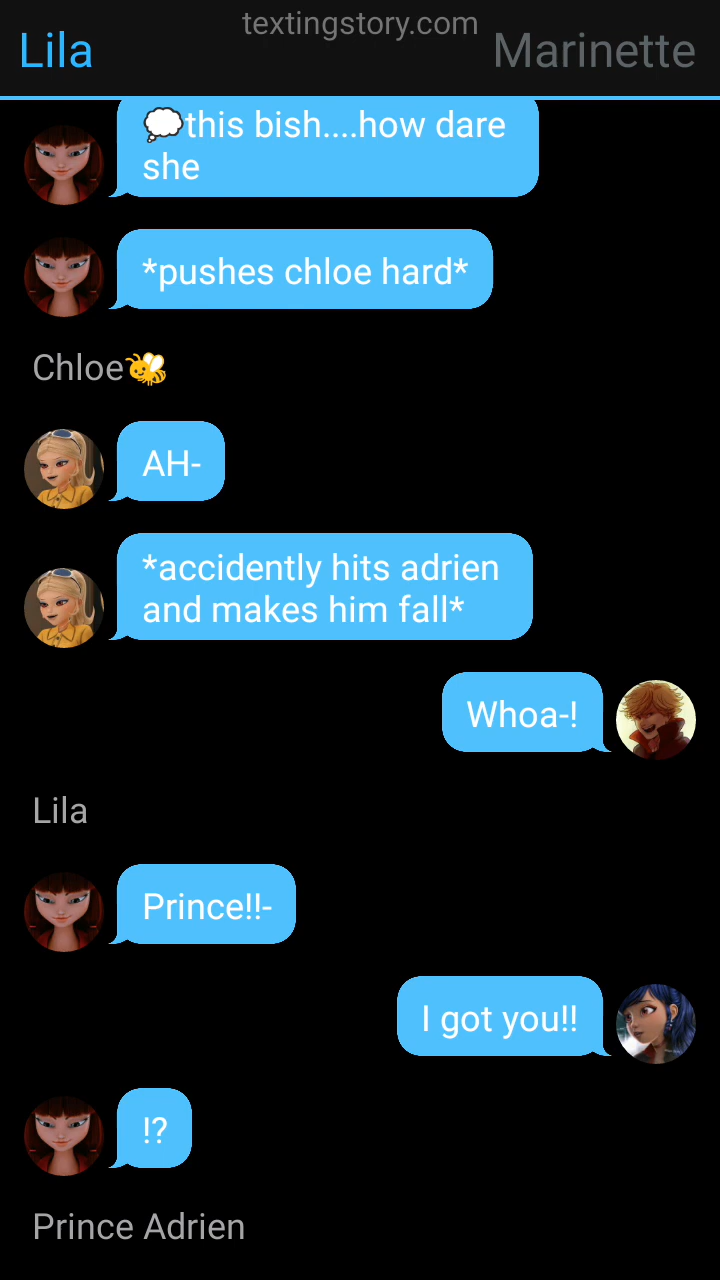 textingstory.com
Lila
Marinette
💭this bish....how dare
she
*pushes chloe hard*
Chloe🐝
AH-
*accidently hits adrien
and makes him fall*
Whoa-!
Lila
Prince!!-
I got you!!
!?
Prince Adrien